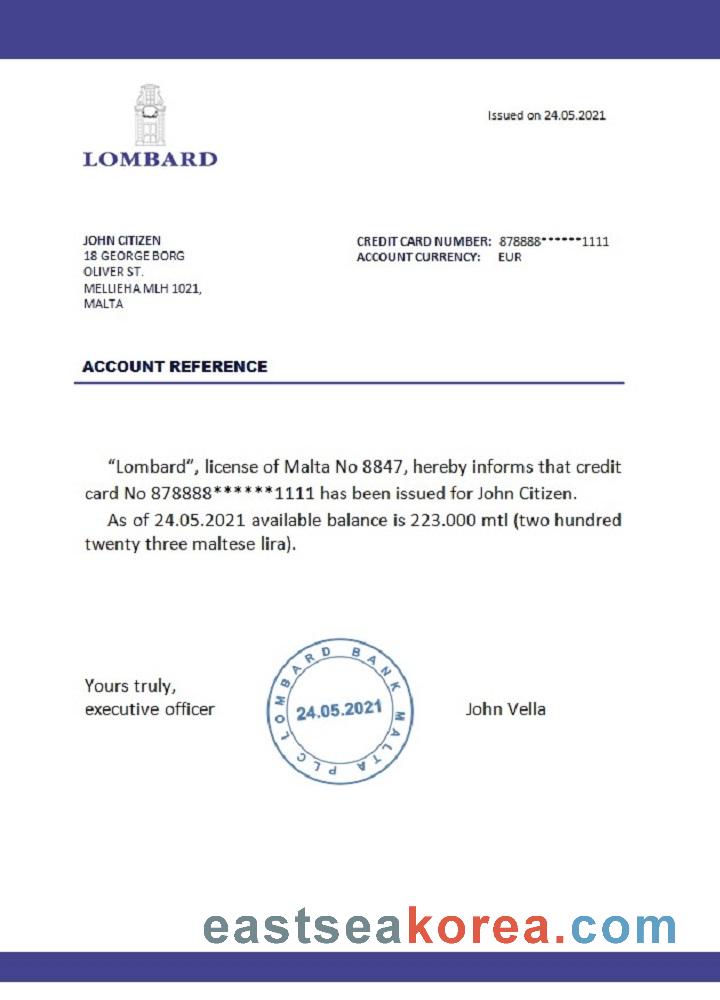 Issued on 24.05.2021
LOMBARD
JOHN CITIZEN
18 GEORGE BORG
OLIVER ST.
MELLIEHA MLH 1021,
MALTA
CREDIT CARD NUMBER: 878888******1111
ACCOUNT CURRENCY: EUR
ACCOUNT REFERENCE
“Lombard”, license of Malta No 8847, hereby informs that credit
card No 878888******1111 has been issued for John Citizen.
As of 24.05.2021 available balance is 223.000 mtl (two hundred
twenty three maltese lira).
Yours truly,
executive officer
LOMBARD BANK MALTA PLC
24.05.2021
John Vella
eastseakorea.com